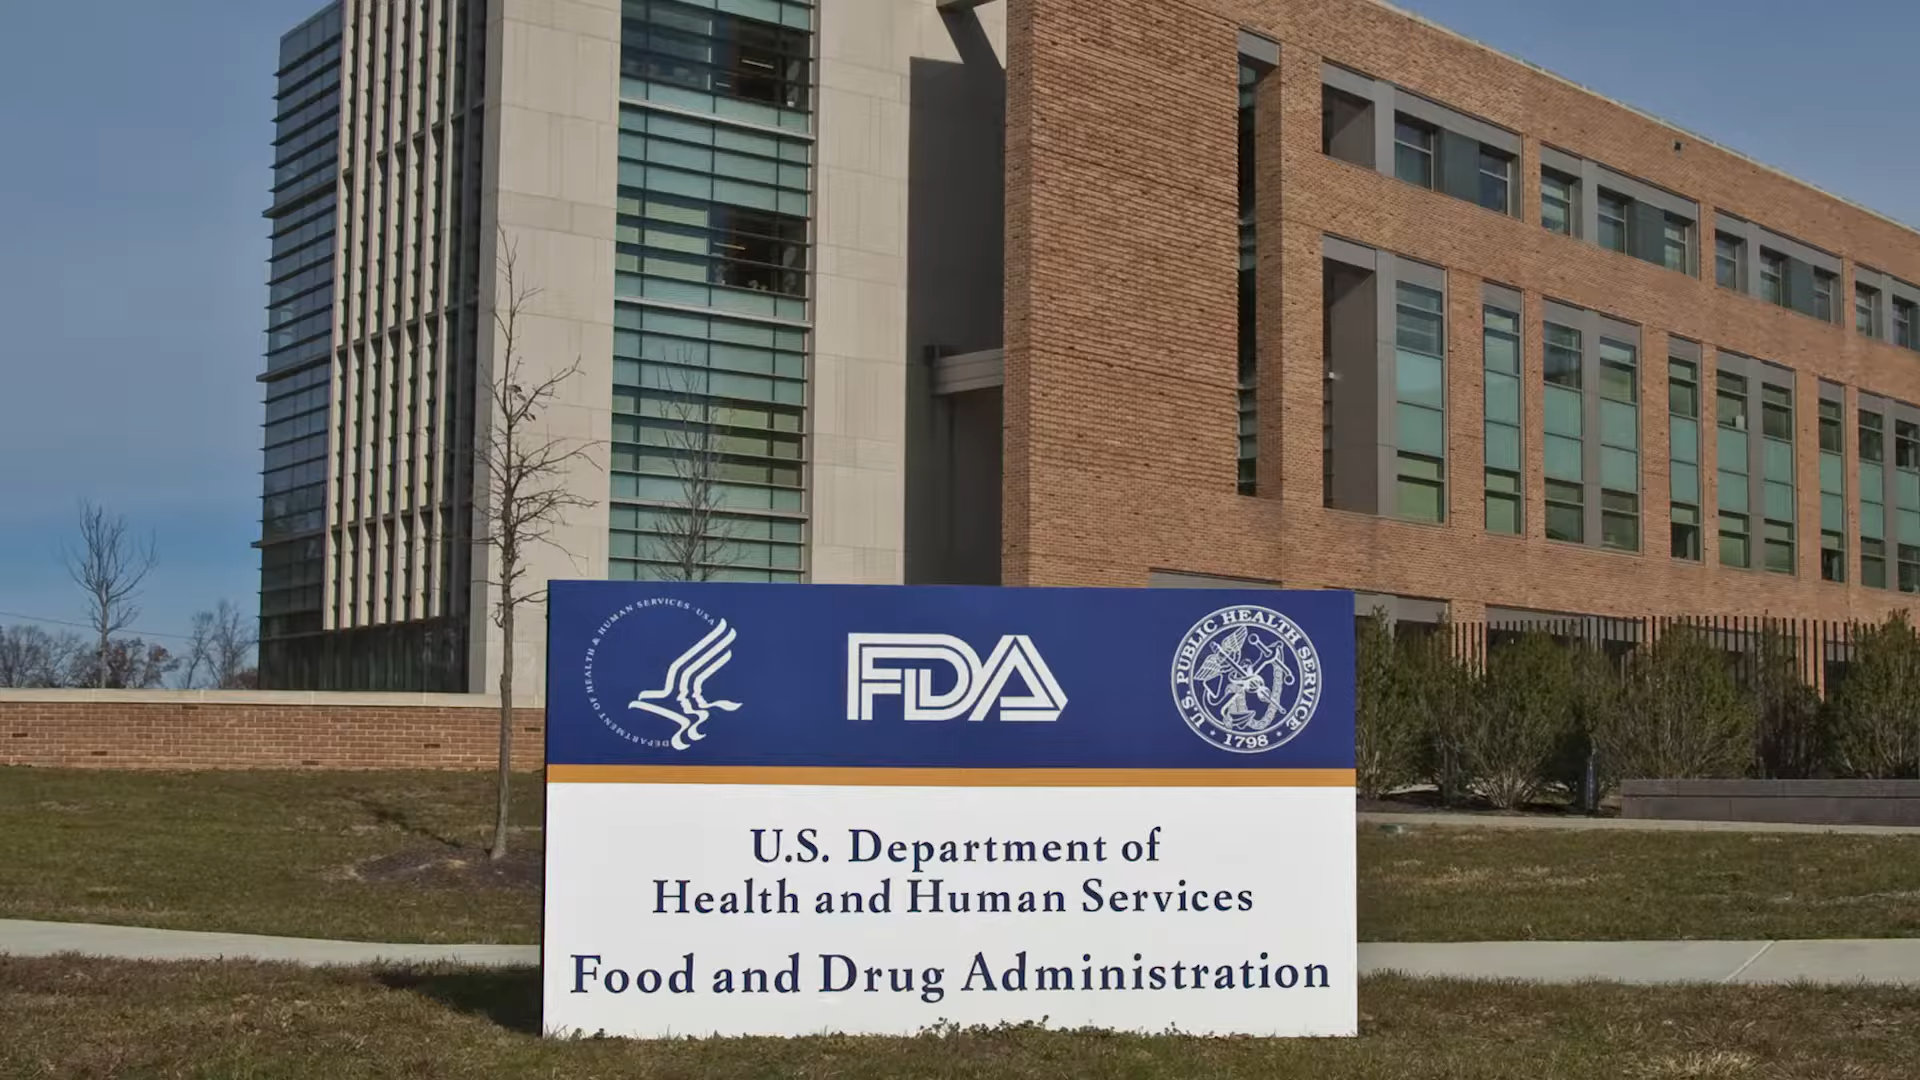 DEPARTMENT OF HEALTH & HUMAN SERVICES · USA
FDA
U.S. PUBLIC HEALTH SERVICE
· 1798 ·
U.S. Department of
Health and Human Services
Food and Drug Administration